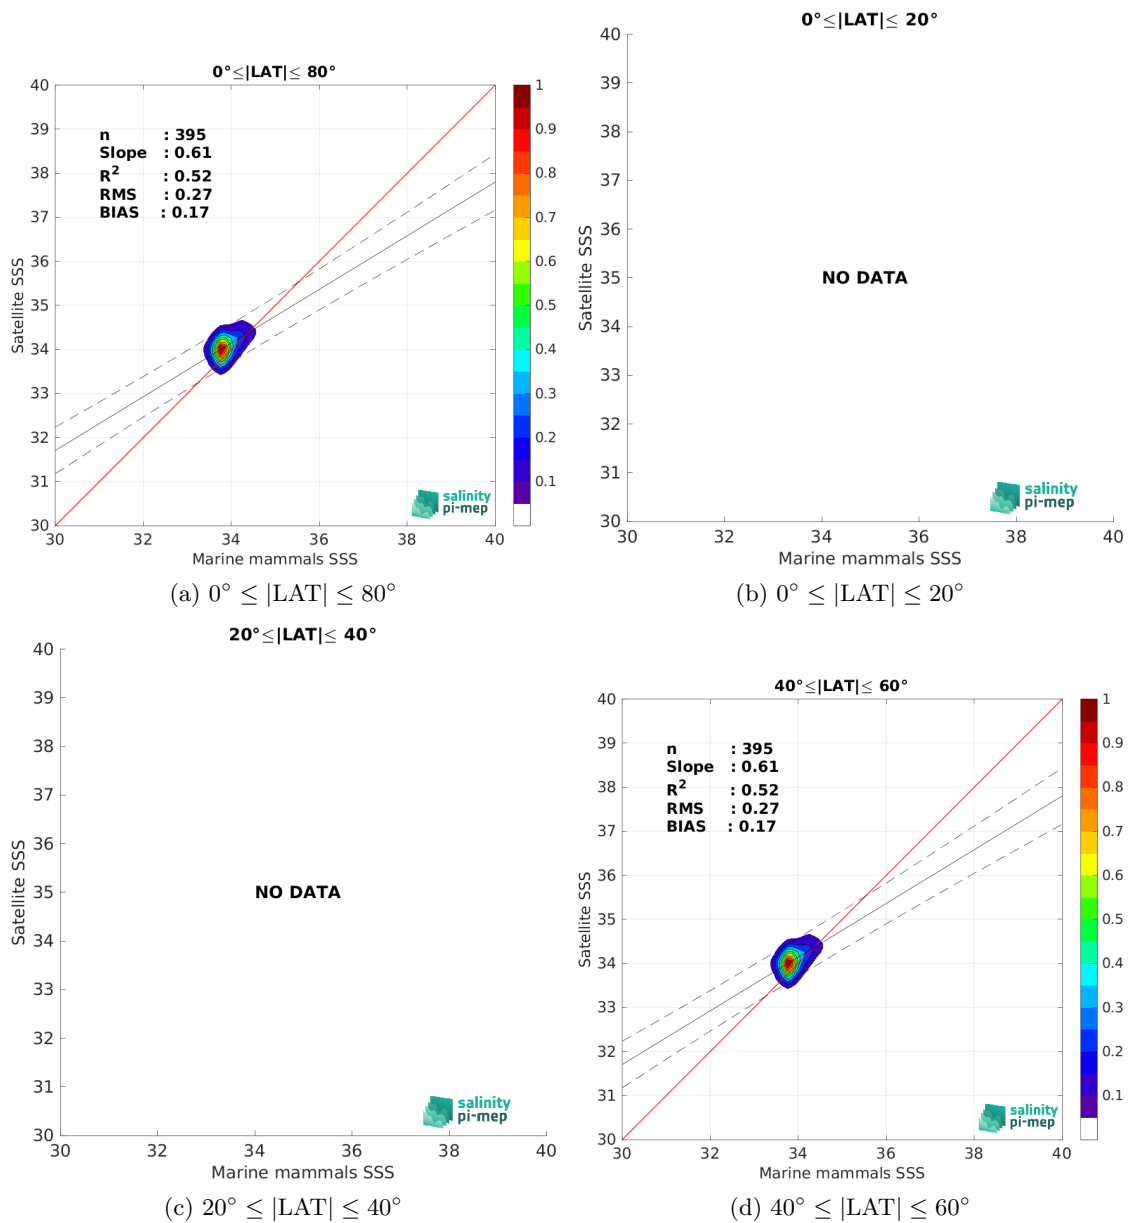 0°≤|LAT|≤ 80°
40
39
38
37
36
35
34
33
32
31
30
30
32
34
36
38
40
Satellite SSS
Marine mammals SSS
n : 395
Slope : 0.61
R² : 0.52
RMS : 0.27
BIAS : 0.17
1
0.9
0.8
0.7
0.6
0.5
0.4
0.3
0.2
0.1
salinity
pi-mep
(a) 0° ≤ |LAT| ≤ 80°
0°≤|LAT|≤ 20°
40
39
38
37
36
35
34
33
32
31
30
30
32
34
36
38
40
Satellite SSS
Marine mammals SSS
NO DATA
salinity
pi-mep
(b) 0° ≤ |LAT| ≤ 20°
20°≤|LAT|≤ 40°
40
39
38
37
36
35
34
33
32
31
30
30
32
34
36
38
40
Satellite SSS
Marine mammals SSS
NO DATA
salinity
pi-mep
(c) 20° ≤ |LAT| ≤ 40°
40°≤|LAT|≤ 60°
40
39
38
37
36
35
34
33
32
31
30
30
32
34
36
38
40
Satellite SSS
Marine mammals SSS
n : 395
Slope : 0.61
R² : 0.52
RMS : 0.27
BIAS : 0.17
1
0.9
0.8
0.7
0.6
0.5
0.4
0.3
0.2
0.1
salinity
pi-mep
(d) 40° ≤ |LAT| ≤ 60°